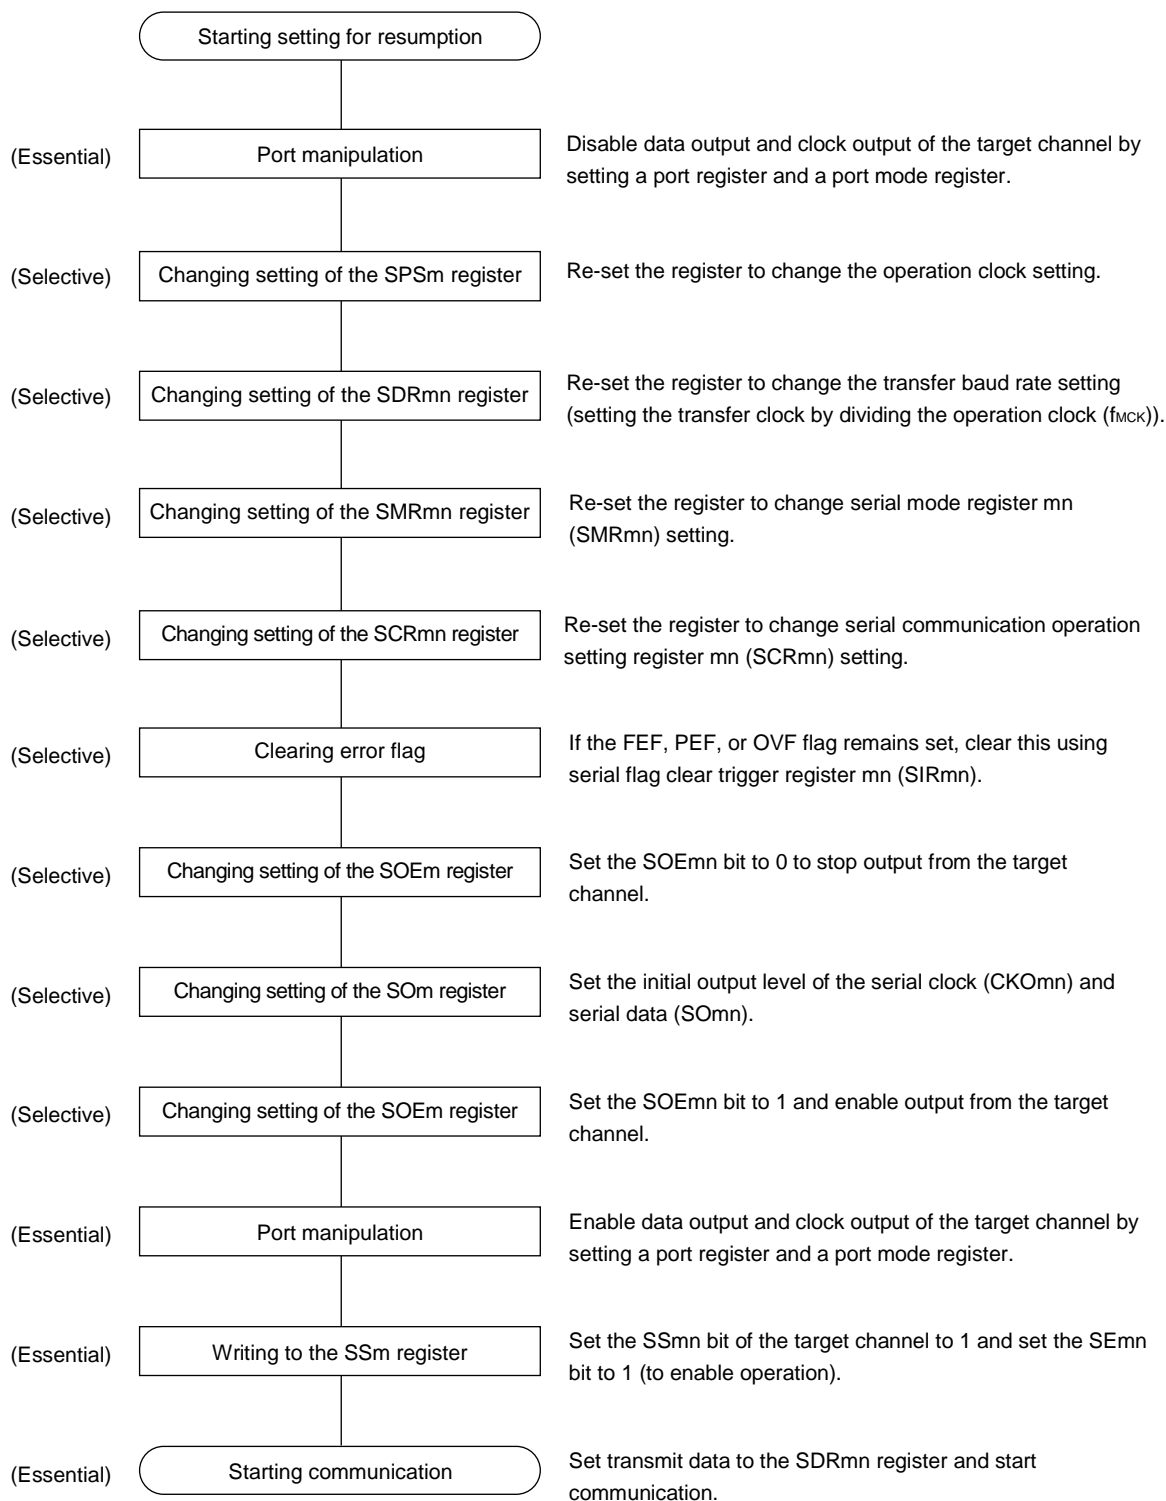 Starting setting for resumption
(Essential)
Port manipulation
Disable data output and clock output of the target channel by
setting a port register and a port mode register.
(Selective)
Changing setting of the SPSm register
Re-set the register to change the operation clock setting.
(Selective)
Changing setting of the SDRmn register
Re-set the register to change the transfer baud rate setting
(setting the transfer clock by dividing the operation clock (fMCK)).
(Selective)
Changing setting of the SMRmn register
Re-set the register to change serial mode register mn
(SMRmn) setting.
(Selective)
Changing setting of the SCRmn register
Re-set the register to change serial communication operation
setting register mn (SCRmn) setting.
(Selective)
Clearing error flag
If the FEF, PEF, or OVF flag remains set, clear this using
serial flag clear trigger register mn (SIRmn).
(Selective)
Changing setting of the SOEm register
Set the SOEmn bit to 0 to stop output from the target
channel.
(Selective)
Changing setting of the SOm register
Set the initial output level of the serial clock (CKOmn) and
serial data (SOmn).
(Selective)
Changing setting of the SOEm register
Set the SOEmn bit to 1 and enable output from the target
channel.
(Essential)
Port manipulation
Enable data output and clock output of the target channel by
setting a port register and a port mode register.
(Essential)
Writing to the SSm register
Set the SSmn bit of the target channel to 1 and set the SEmn
bit to 1 (to enable operation).
(Essential)
Starting communication
Set transmit data to the SDRmn register and start
communication.